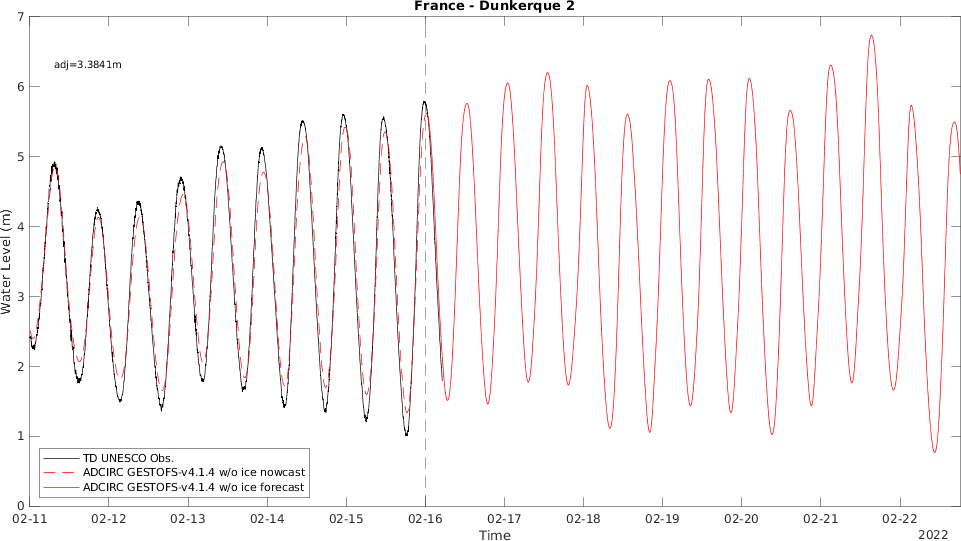 France - Dunkerque 2
adj=3.3841m
Water Level (m)
7
6
5
4
3
2
1
0
TD UNESCO Obs.
ADCIRC GESTOFS-v4.1.4 w/o ice nowcast
ADCIRC GESTOFS-v4.1.4 w/o ice forecast
02-11 02-12 02-13 02-14 02-15 02-16 02-17 02-18 02-19 02-20 02-21 02-22
Time
2022